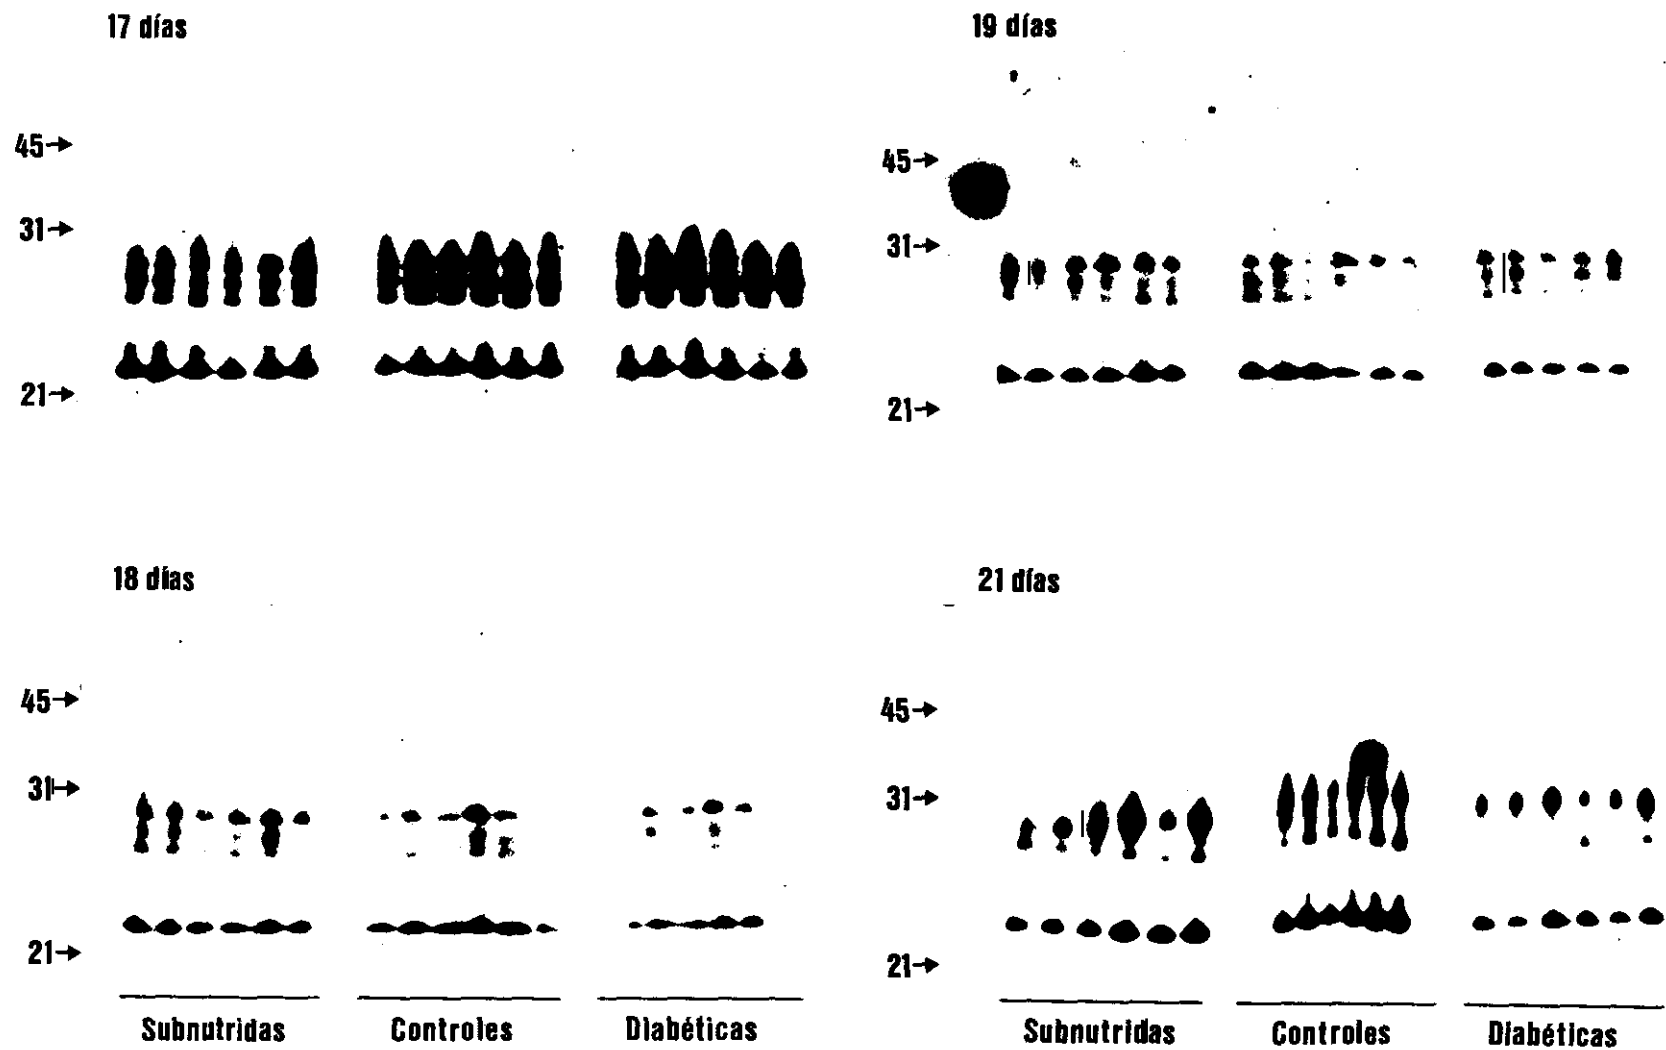 17 días
45→
31→
21→
19 días
45→
31→
21→
18 días
45→
31→
21→
Subnutridas Controles Diabéticas
21 días
45→
31→
21→
Subnutridas Controles Diabéticas